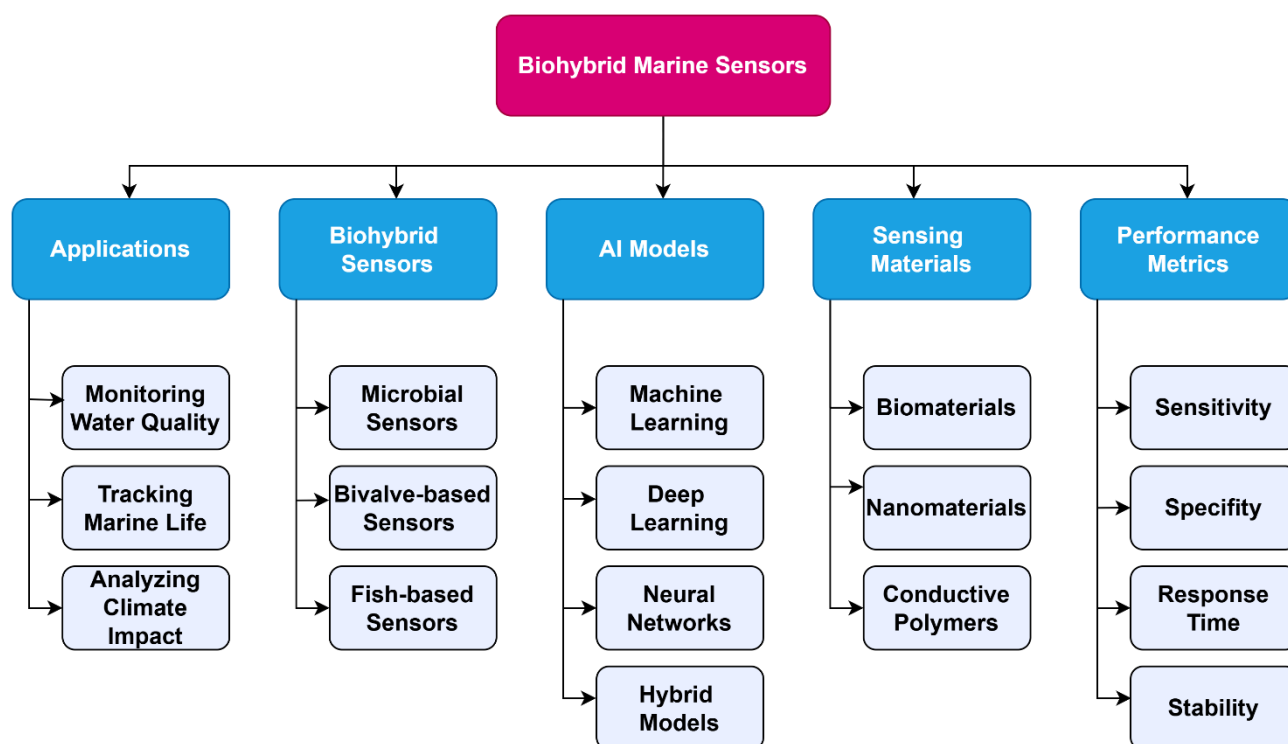 Biohybrid Marine Sensors
Applications
Biohybrid
Sensors
AI Models
Sensing
Materials
Performance
Metrics
Monitoring
Water Quality
Tracking
Marine Life
Analyzing
Climate
Impact
Microbial
Sensors
Bivalve-based
Sensors
Fish-based
Sensors
Machine
Learning
Deep
Learning
Neural
Networks
Hybrid
Models
Biomaterials
Nanomaterials
Conductive
Polymers
Sensitivity
Specifity
Response
Time
Stability